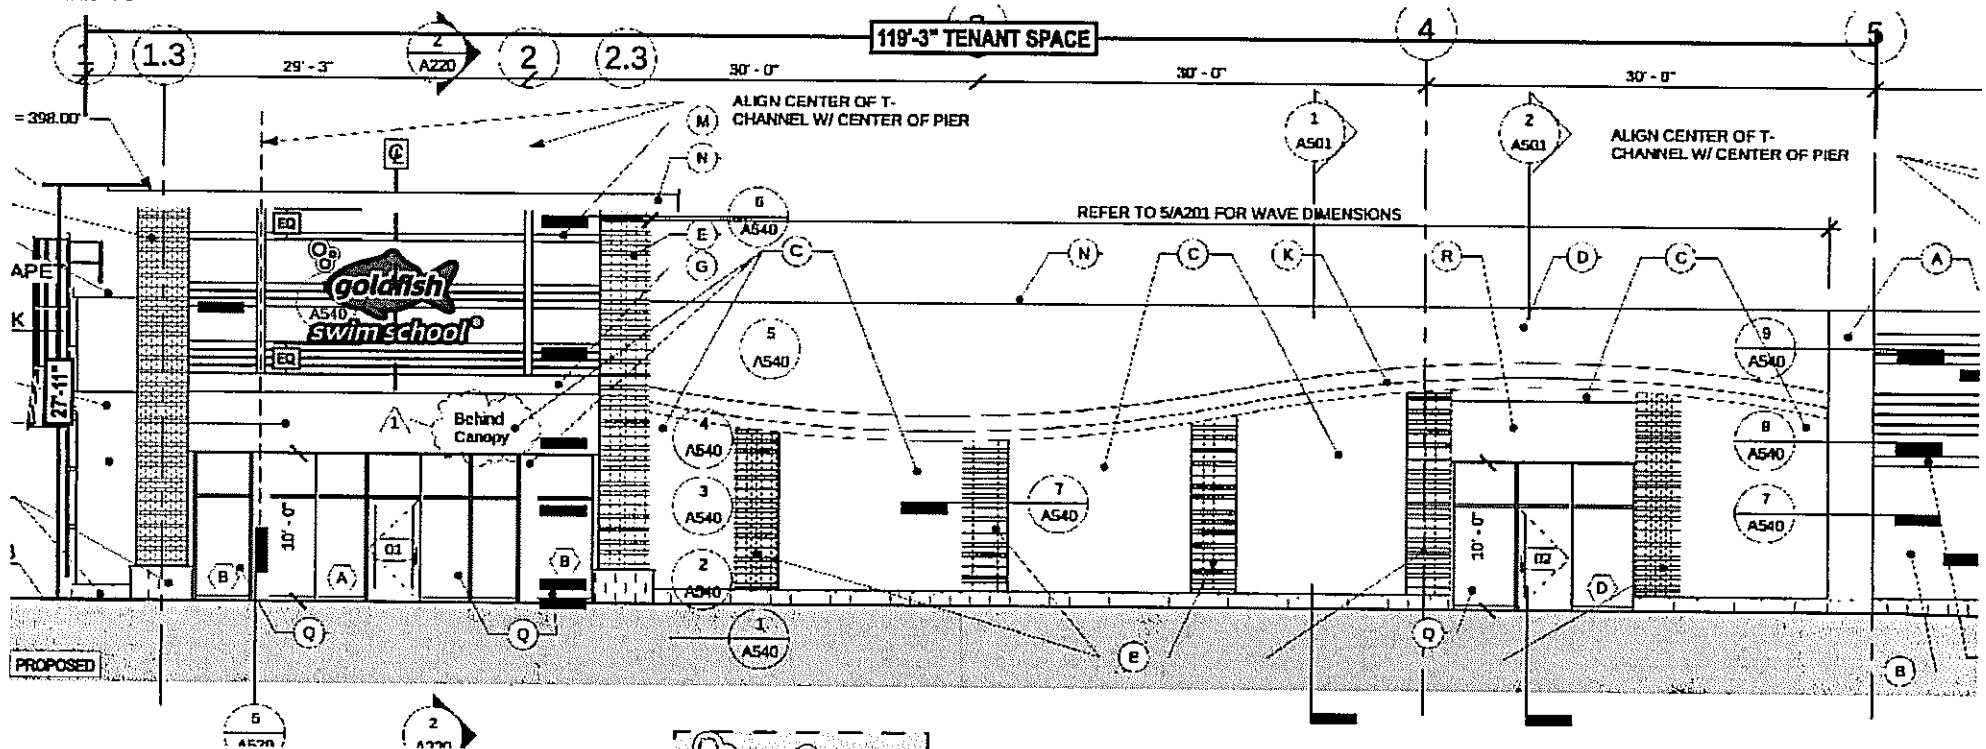 119'-3" TENANT SPACE
1
1.3
2
A220
2
2.3
4
5
29' - 3"
30' - 0"
30' - 0"
30' - 0"
= 398.00'
ALIGN CENTER OF T-
CHANNEL W/ CENTER OF PIER
M
N
CL
1
A501
2
A501
ALIGN CENTER OF T-
CHANNEL W/ CENTER OF PIER
6
A540
REFER TO 5/A201 FOR WAVE DIMENSIONS
EQ
E
G
C
N
C
K
R
D
C
A
APE
K
goldfish
swim school
A540
EQ
5
A540
9
A540
27'-11"
1
Behind
Canopy
4
A540
8
A540
3
A540
7
A540
7
A540
10' - 0"
01
B
A
B
2
A540
10' - 0"
02
D
Q
Q
1
A540
B
Q
B
PROPOSED
5
A520
2
A220